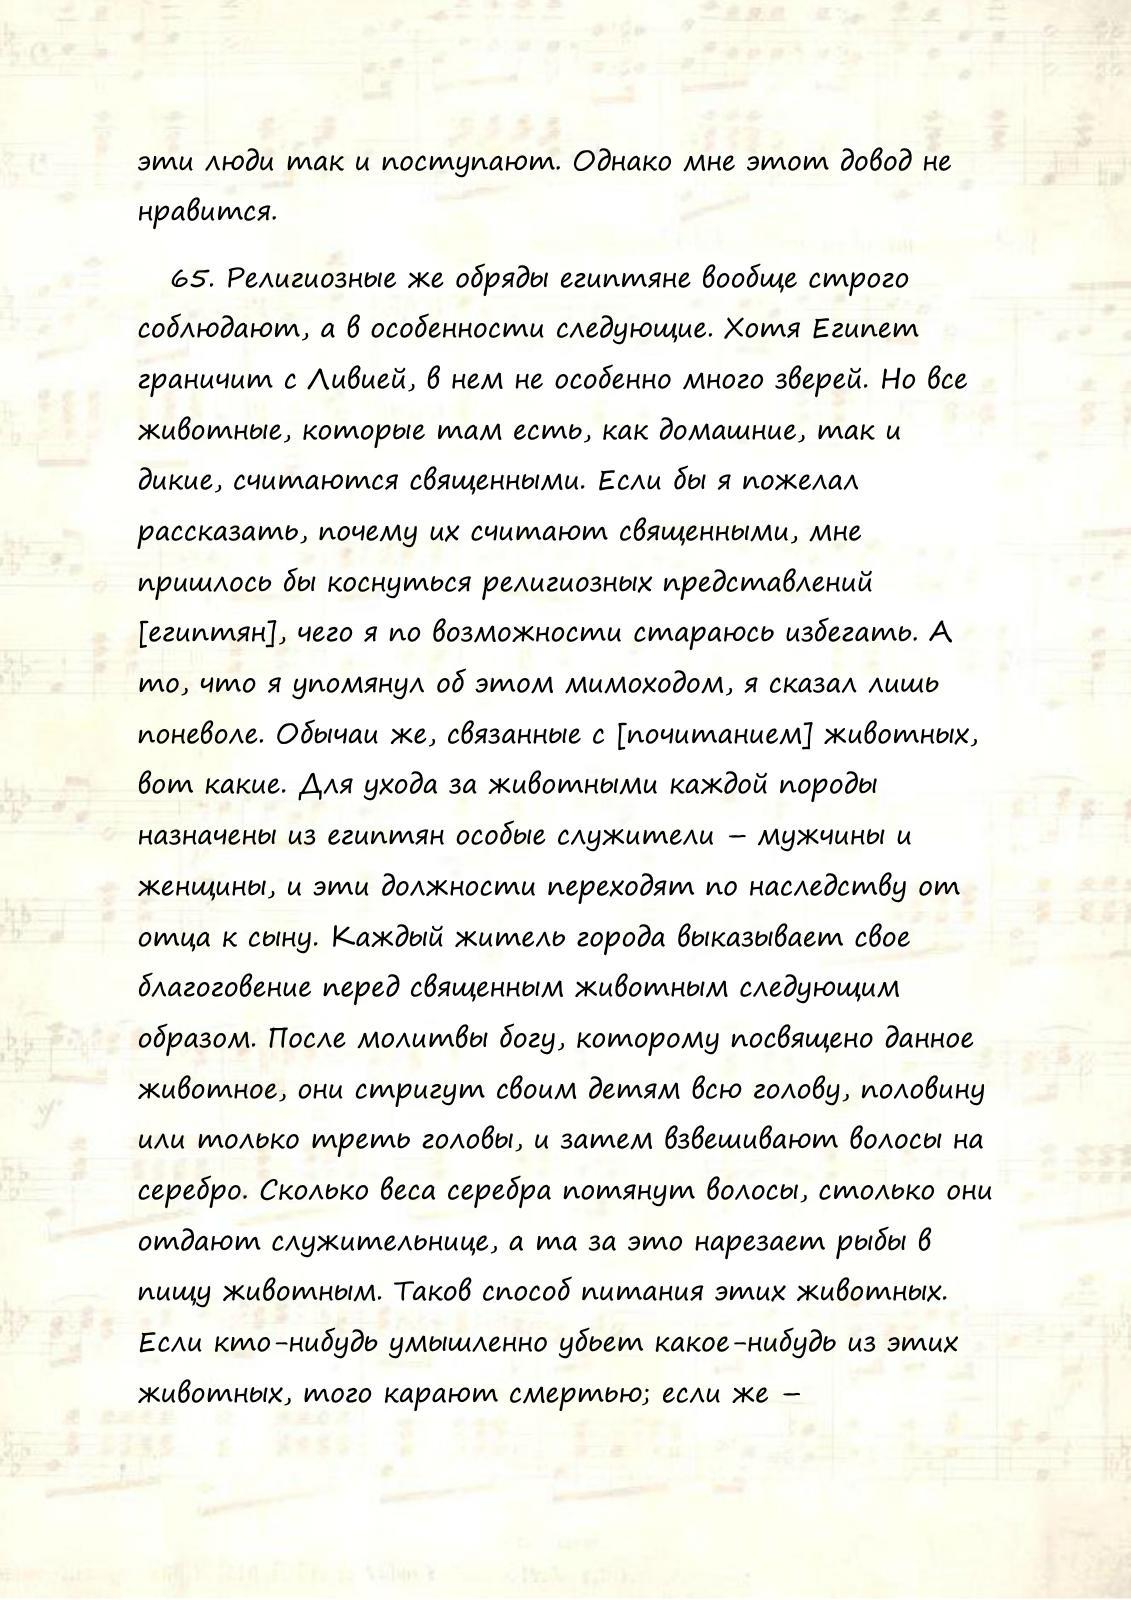 эти люди так и поступают. Однако мне этот довод не
нравится.
65. Религиозные же обряды египтяне вообще строго
соблюдают, а в особенности следующие. Хотя Египет
граничит с Ливией, в нем не особенно много зверей. Но все
животные, которые там есть, как домашние, так и
дикие, считаются священными. Если бы я пожелал
рассказать, почему их считают священными, мне
пришлось бы коснуться религиозных представлений
[египтян], чего я по возможности стараюсь избегать. А
то, что я упомянул об этом мимоходом, я сказал лишь
поневоле. Обычаи же, связанные с [почитанием] животных,
вот какие. Для ухода за животными каждой породы
назначены из египтян особые служители – мужчины и
женщины, и эти должности переходят по наследству от
отца к сыну. Каждый житель города выказывает свое
благоговение перед священным животным следующим
образом. После молитвы богу, которому посвящено данное
животное, они стригут своим детям всю голову, половину
или только треть головы, и затем взвешивают волосы на
серебро. Сколько веса серебра потянут волосы, столько они
отдают служительнице, а та за это нарезает рыбы в
пищу животным. Таков способ питания этих животных.
Если кто-нибудь умышленно убьет какое-нибудь из этих
животных, того карают смертью; если же –